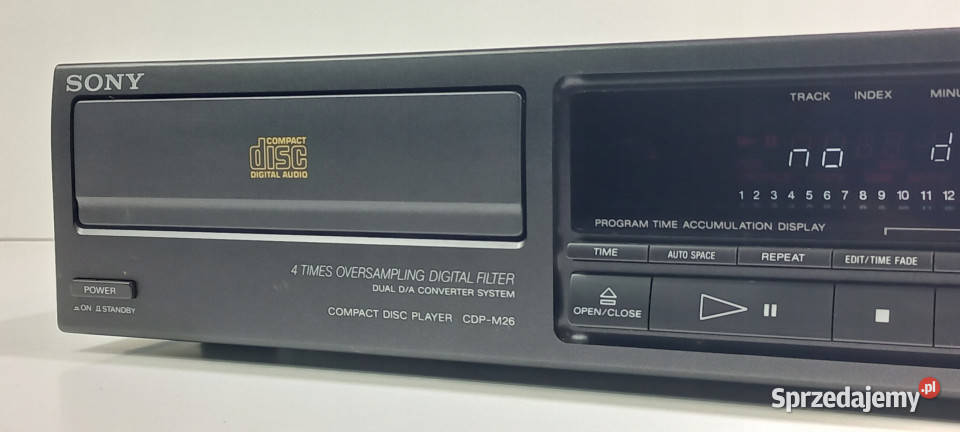 SONY
COMPACT
disc
DIGITAL AUDIO
TRACK INDEX MINU
no d
1 2 3 4 5 6 7 8 9 10 11 12
PROGRAM TIME ACCUMULATION DISPLAY
TIME AUTO SPACE REPEAT EDIT/TIME FADE
4 TIMES OVERSAMPLING DIGITAL FILTER
DUAL D/A CONVERTER SYSTEM
POWER
ON STANDBY
COMPACT DISC PLAYER CDP-M26
OPEN/CLOSE
Sprzedajemy.pl